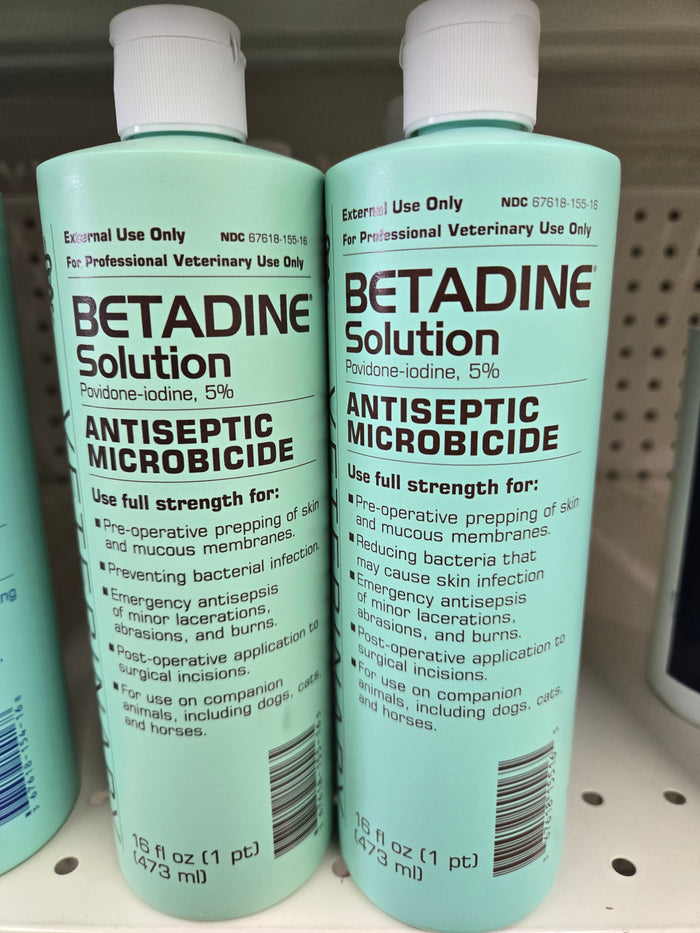 External Use Only NDC 67618-155-16
For Professional Veterinary Use Only
BETADINE®
Solution
Povidone-iodine, 5%
ANTISEPTIC
MICROBICIDE
Use full strength for:
▪Pre-operative prepping of skin
and mucous membranes.
▪Preventing bacterial infection.
▪Emergency antisepsis
of minor lacerations,
abrasions, and burns.
▪Post-operative application to
surgical incisions.
▪For use on companion
animals, including dogs, cats,
and horses.
16 fl oz (1 pt)
(473 ml)
External Use Only NDC 67618-155-16
For Professional Veterinary Use Only
BETADINE®
Solution
Povidone-iodine, 5%
ANTISEPTIC
MICROBICIDE
Use full strength for:
▪Pre-operative prepping of skin
and mucous membranes.
▪Reducing bacteria that
may cause skin infection
▪Emergency antisepsis
of minor lacerations,
abrasions, and burns.
▪Post-operative application to
surgical incisions.
▪For use on companion
animals, including dogs, cats,
and horses.
16 fl oz (1 pt)
(473 ml)